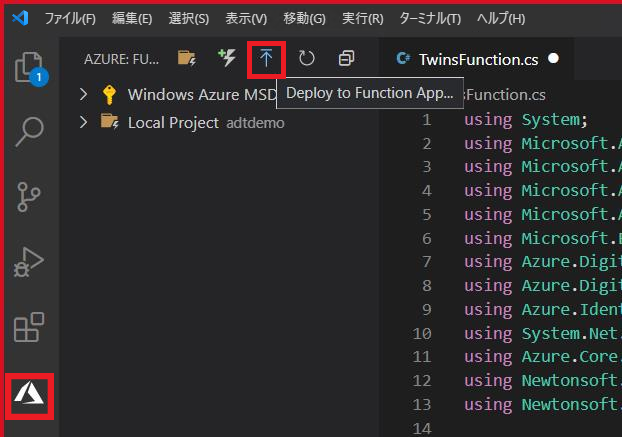 ファイル(F) 編集(E) 選択(S) 表示(V) 移動(G) 実行(R) ターミナル(T) ヘルプ(H)
AZURE: FU...
TwinsFunction.cs
Windows Azure MSD
Deploy to Function App...
sFunction.cs
Local Project adtdemo
1
1 using System;
2 using Microsoft.A
3 using Microsoft.A
4 using Microsoft.A
5 using Microsoft.A
6 using Microsoft.E
7 using Azure.Digit
8 using Azure.Digit
9 using Azure.Ident
10 using System.Net.
11 using Azure.Core.
12 using Newtonsoft.
13 using Newtonsoft.
14